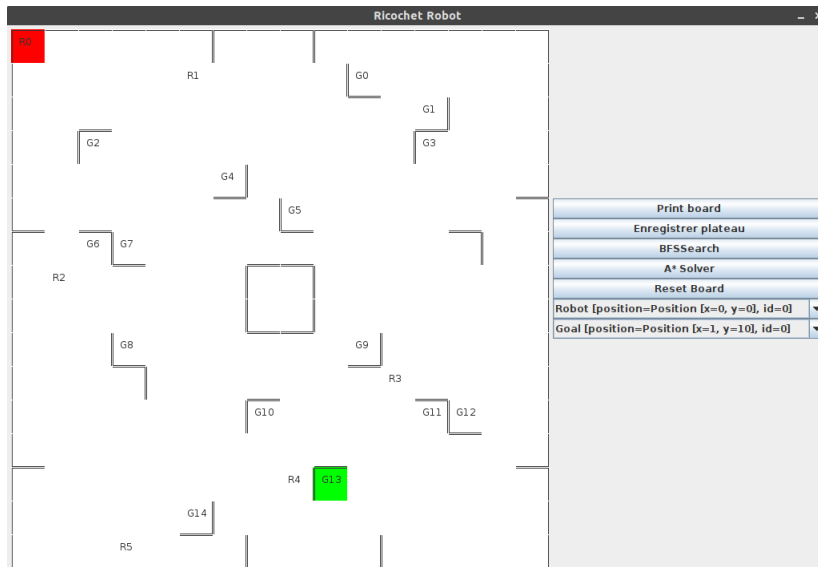 Ricochet Robot
R0
R1
G0
G1
G2
G3
G4
G5
Print board
Enregistrer plateau
G6
G7
BFSSearch
A* Solver
R2
Reset Board
Robot [position=Position [x=0, y=0], id=0]
Goal [position=Position [x=1, y=10], id=0]
G8
G9
R3
G10
G11
G12
R4
G13
G14
R5